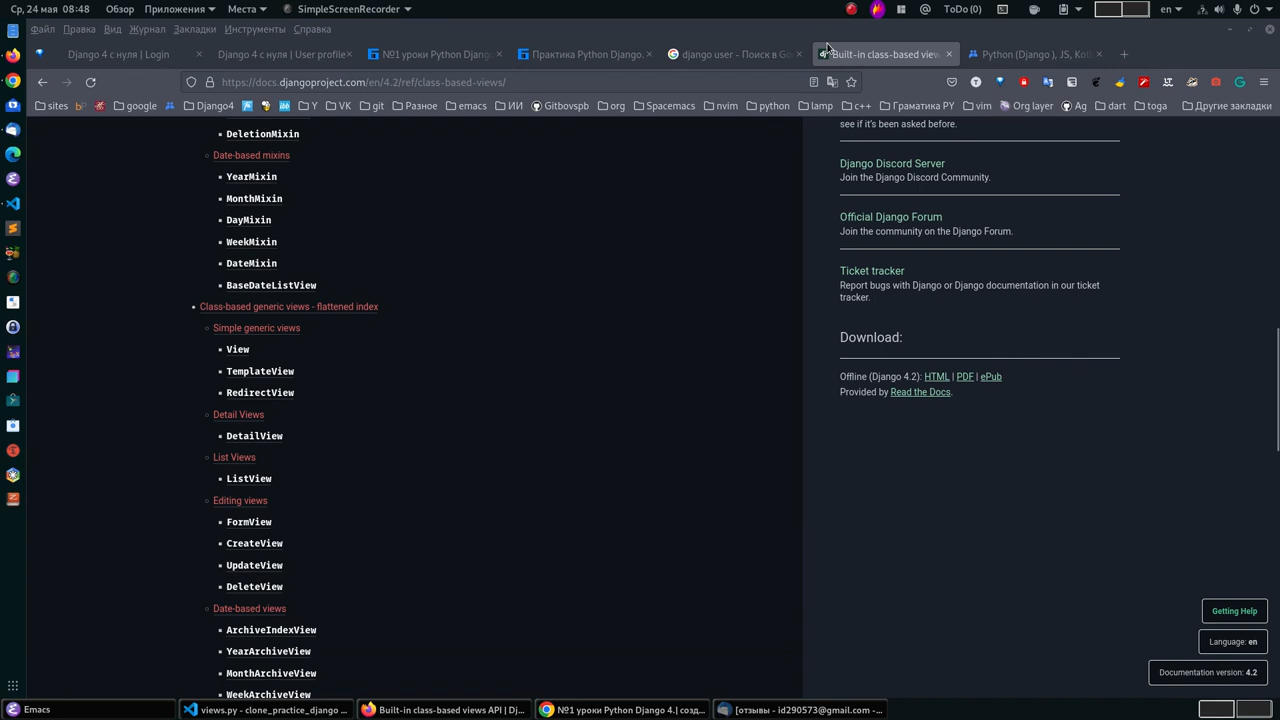 Ср, 24 мая 08:48 Обзор Приложения Места SimpleScreenRecorder ToDo (0) en
Файл Правка Вид Журнал Закладки Инструменты Справка
Django 4 с нуля | Login Django 4 с нуля | User profile №1 уроки Python Django Практика Python Django. django user - Поиск в Go Built-in class-based view Python (Django ), JS, Kot
https://docs.djangoproject.com/en/4.2/ref/class-based-views/
sites google Django4 Y VK git Разное emacs ИИ Gitbovspb org Spacemacs nvim python lamp c++ Граматика PY vim Org layer Ag dart toga Другие закладки
DeletionMixin
Date-based mixins
YearMixin
MonthMixin
DayMixin
WeekMixin
DateMixin
BaseDateListView
Class-based generic views - flattened index
Simple generic views
View
TemplateView
RedirectView
Detail Views
DetailView
List Views
ListView
Editing views
FormView
CreateView
UpdateView
DeleteView
Date-based views
ArchiveIndexView
YearArchiveView
MonthArchiveView
WeekArchiveView
see if it's been asked before.
Django Discord Server
Join the Django Discord Community.
Official Django Forum
Join the community on the Django Forum.
Ticket tracker
Report bugs with Django or Django documentation in our ticket
tracker.
Download:
Offline (Django 4.2): HTML | PDF | ePub
Provided by Read the Docs.
Getting Help
Language: en
Documentation version: 4.2
Emacs views.py - clone_practice_django ... Built-in class-based views API | Dj... №1 уроки Python Django 4.| созд... [отзывы - id290573@gmail.com -...